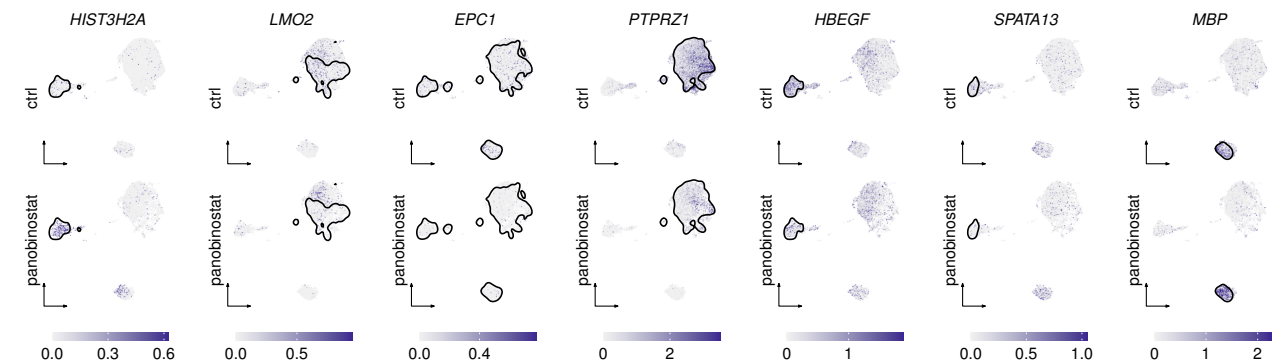 HIST3H2A LMO2 EPC1 PTPRZ1 HBEGF SPATA13 MBP
ctrl ctrl ctrl ctrl ctrl ctrl ctrl
panobinostat panobinostat panobinostat panobinostat panobinostat panobinostat panobinostat
0.0 0.3 0.6 0.0 0.5 0.0 0.4 0 2 0 1 0.0 0.5 1.0 0 1 2